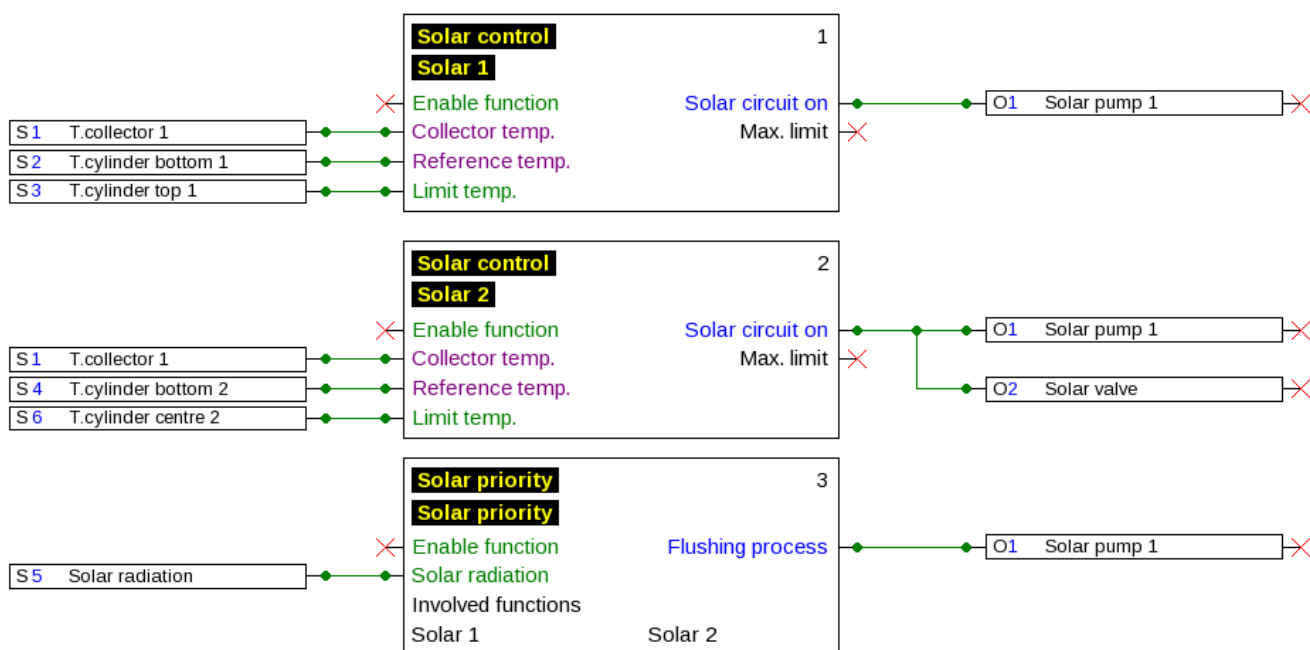 Solar control 1
Solar 1
Enable function Solar circuit on O1 Solar pump 1
S1 T.collector 1 Collector temp. Max. limit
S2 T.cylinder bottom 1 Reference temp.
S3 T.cylinder top 1 Limit temp.
Solar control 2
Solar 2
Enable function Solar circuit on O1 Solar pump 1
S1 T.collector 1 Collector temp. Max. limit
S4 T.cylinder bottom 2 Reference temp. O2 Solar valve
S6 T.cylinder centre 2 Limit temp.
Solar priority 3
Solar priority
Enable function Flushing process O1 Solar pump 1
S5 Solar radiation Solar radiation
Involved functions
Solar 1 Solar 2